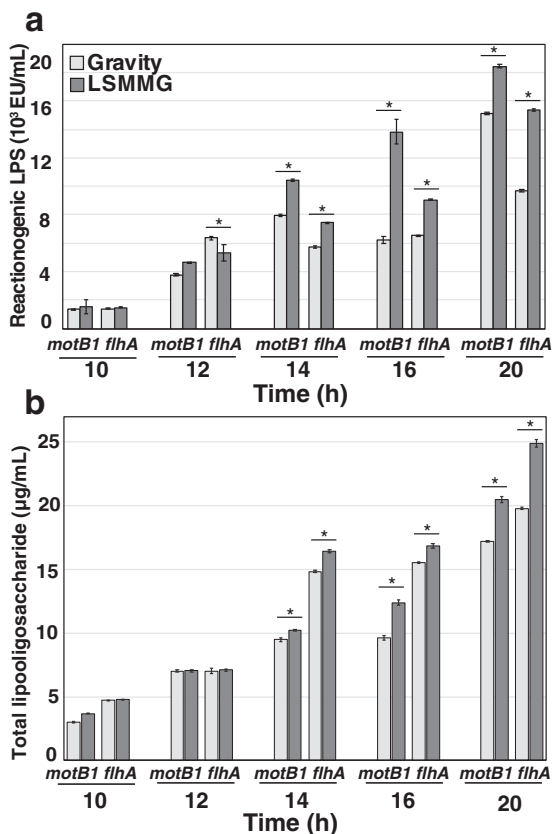 a
Reactionogenic LPS (10³ EU/mL)
20
16
12
8
4
0
Gravity
LSMMG
*
*
*
*
*
*
*
motB1 flhA motB1 flhA motB1 flhA motB1 flhA motB1 flhA
10 12 14 16 20
Time (h)
b
Total lipooligosaccharide (µg/mL)
25
20
15
10
5
0
*
*
*
*
*
*
motB1 flhA motB1 flhA motB1 flhA motB1 flhA motB1 flhA
10 12 14 16 20
Time (h)